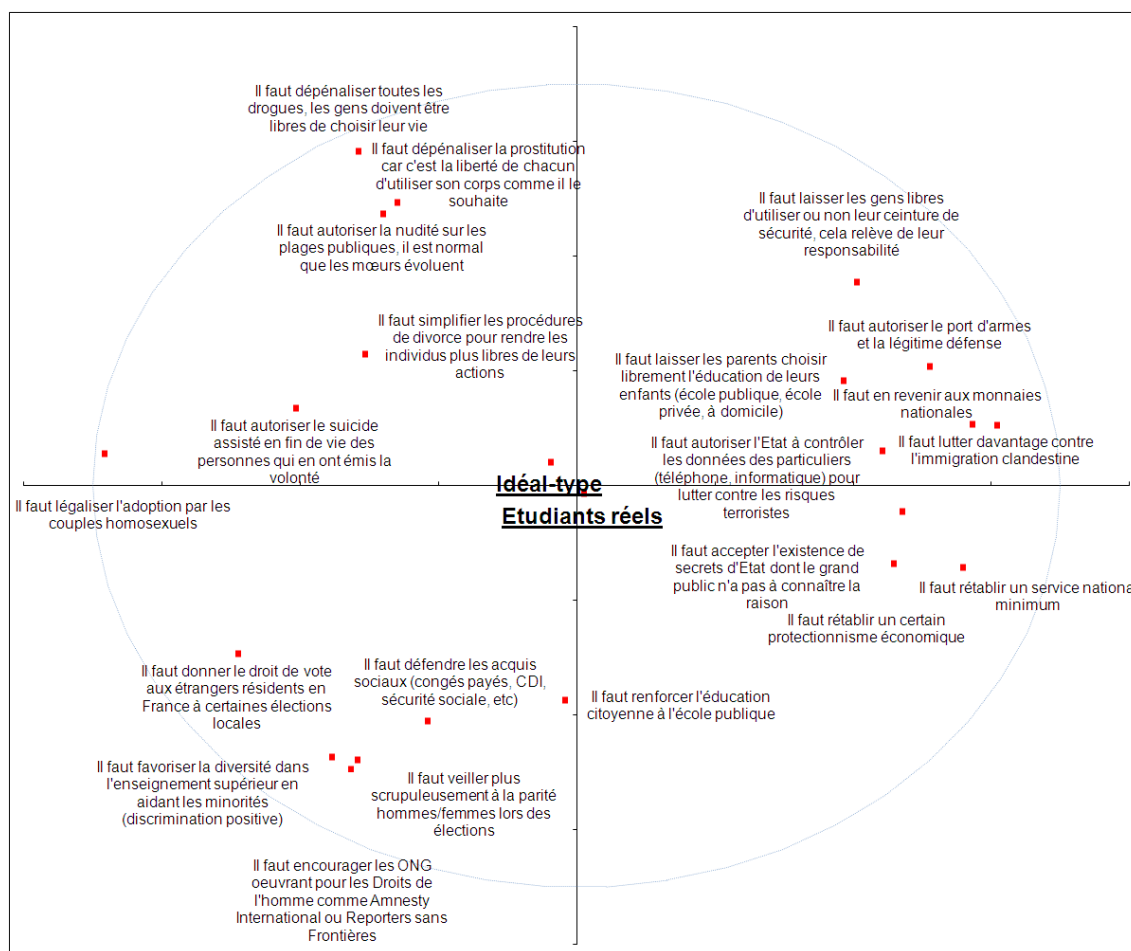 Il faut dépénaliser toutes les
drogues, les gens doivent être
libres de choisir leur vie
Il faut dépénaliser la prostitution
car c'est la liberté de chacun
d'utiliser son corps comme il le
souhaite
Il faut autoriser la nudité sur les
plages publiques, il est normal
que les mœurs évoluent
Il faut laisser les gens libres
d'utiliser ou non leur ceinture de
sécurité, cela relève de leur
responsabilité
Il faut simplifier les procédures
de divorce pour rendre les
individus plus libres de leurs
actions
Il faut autoriser le port d'armes
et la légitime défense
Il faut laisser les parents choisir
librement l'éducation de leurs
enfants (école publique, école
privée, à domicile)
Il faut en revenir aux monnaies
nationales
Il faut autoriser le suicide
assisté en fin de vie des
personnes qui en ont émis la
volonté
Il faut autoriser l'Etat à contrôler
les données des particuliers
(téléphone, informatique) pour
lutter contre les risques
terroristes
Il faut lutter davantage contre
l'immigration clandestine
Idéal-type
Etudiants réels
Il faut légaliser l'adoption par les
couples homosexuels
Il faut accepter l'existence de
secrets d'Etat dont le grand
public n'a pas à connaître la
raison
Il faut rétablir un service nationa
minimum
Il faut rétablir un certain
protectionnisme économique
Il faut donner le droit de vote
aux étrangers résidents en
France à certaines élections
locales
Il faut défendre les acquis
sociaux (congés payés, CDI,
sécurité sociale, etc)
Il faut renforcer l'éducation
citoyenne à l'école publique
Il faut favoriser la diversité dans
l'enseignement supérieur en
aidant les minorités
(discrimination positive)
Il faut veiller plus
scrupuleusement à la parité
hommes/femmes lors des
élections
Il faut encourager les ONG
oeuvrant pour les Droits de
l'homme comme Amnesty
International ou Reporters sans
Frontières